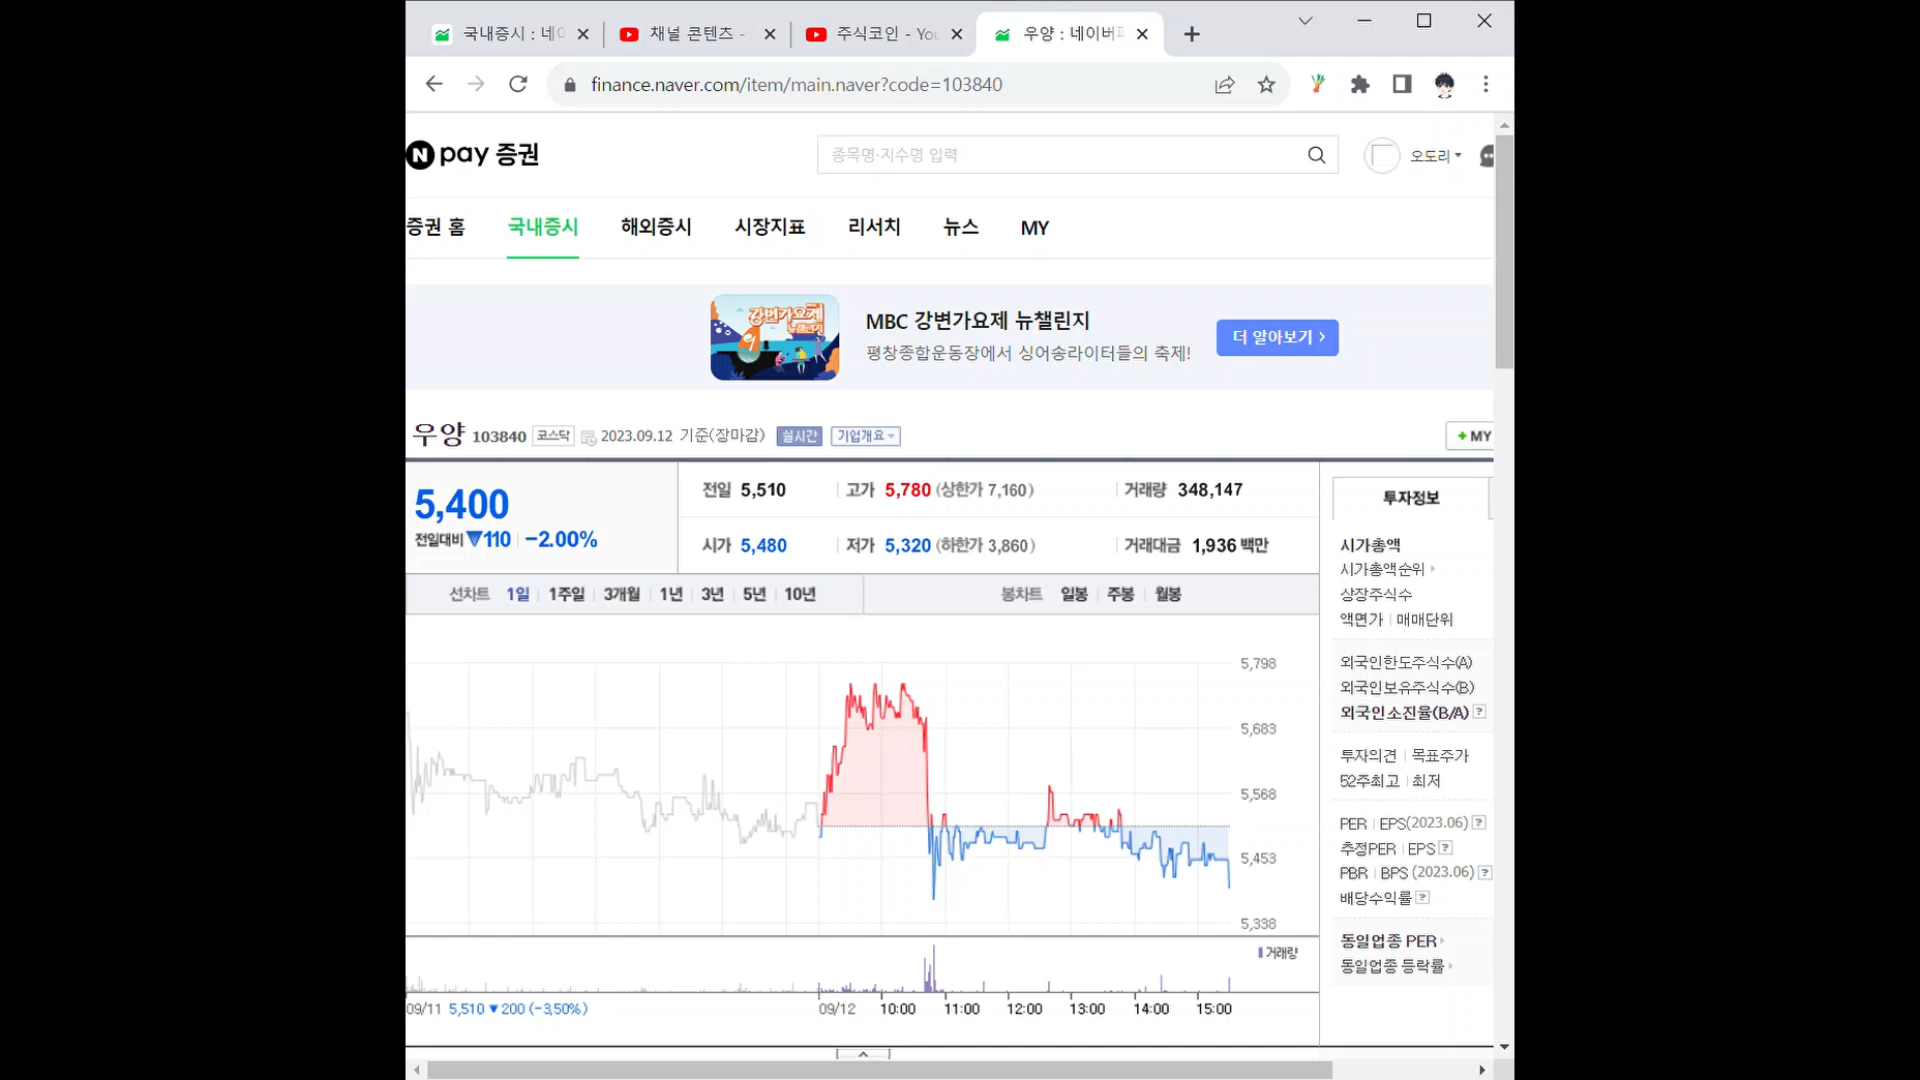 국내증시 : 네이
채널 콘텐츠 -
주식코인 - You
우양 : 네이버파
finance.naver.com/item/main.naver?code=103840
N pay 증권
종목명·지수명 입력
오도리
증권 홈 국내증시 해외증시 시장지표 리서치 뉴스 MY
강변가요제
뉴챌린지
MBC 강변가요제 뉴챌린지
평창종합운동장에서 싱어송라이터들의 축제!
더 알아보기 >
우양 103840 코스닥 2023.09.12 기준(장마감) 실시간 기업개요
+ MY
5,400
전일대비 ▼110 -2.00%
전일 5,510 고가 5,780 (상한가 7,160) 거래량 348,147
시가 5,480 저가 5,320 (하한가 3,860) 거래대금 1,936 백만
선차트 1일 1주일 3개월 1년 3년 5년 10년 봉차트 일봉 주봉 월봉
5,798
5,683
5,568
5,453
5,338
거래량
09/11 5,510 ▼ 200 (-3,50%) 09/12 10:00 11:00 12:00 13:00 14:00 15:00
투자정보
시가총액
시가총액순위
상장주식수
액면가 매매단위
외국인한도주식수(A)
외국인보유주식수(B)
외국인소진율(B/A) ?
투자의견 목표주가
52주최고 최저
PER EPS(2023.06) ?
추정PER EPS ?
PBR BPS (2023.06) ?
배당수익률 ?
동일업종 PER
동일업종 등락률